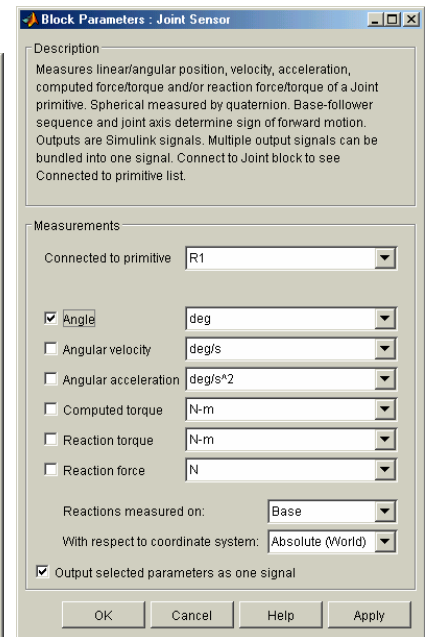 Block Parameters : Joint Sensor
Description
Measures linear/angular position, velocity, acceleration,
computed force/torque and/or reaction force/torque of a Joint
primitive. Spherical measured by quaternion. Base-follower
sequence and joint axis determine sign of forward motion.
Outputs are Simulink signals. Multiple output signals can be
bundled into one signal. Connect to Joint block to see
Connected to primitive list.
Measurements
Connected to primitive R1
Angle deg
Angular velocity deg/s
Angular acceleration deg/s^2
Computed torque N-m
Reaction torque N-m
Reaction force N
Reactions measured on: Base
With respect to coordinate system: Absolute (World)
Output selected parameters as one signal
OK Cancel Help Apply